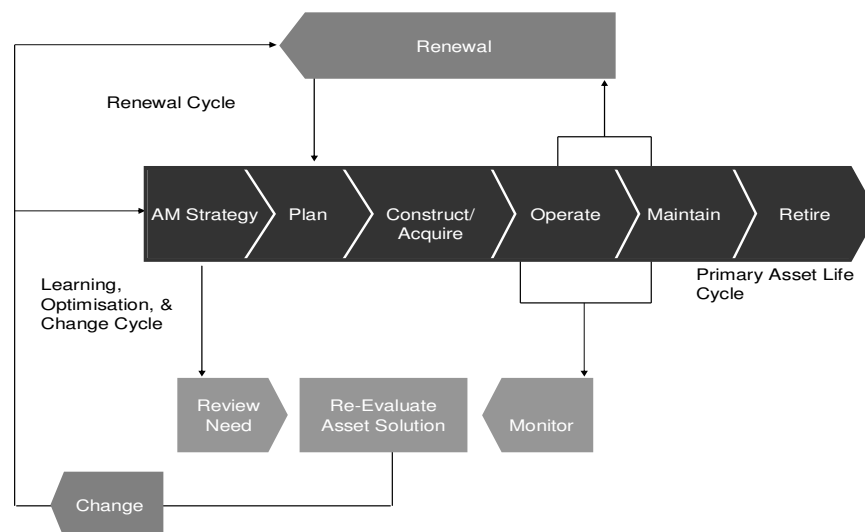 Renewal
Renewal Cycle
AM Strategy
Plan
Construct/
Acquire
Operate
Maintain
Retire
Learning,
Optimisation, &
Change Cycle
Primary Asset Life
Cycle
Review
Need
Re-Evaluate
Asset Solution
Monitor
Change